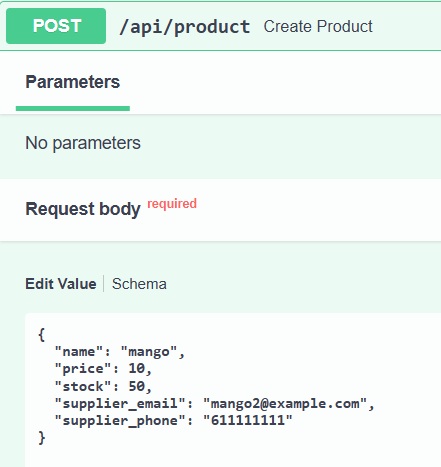 POST /api/product Create Product
Parameters
No parameters
Request body required
Edit Value Schema
{
  "name": "mango",
  "price": 10,
  "stock": 50,
  "supplier_email": "mango2@example.com",
  "supplier_phone": "611111111"
}